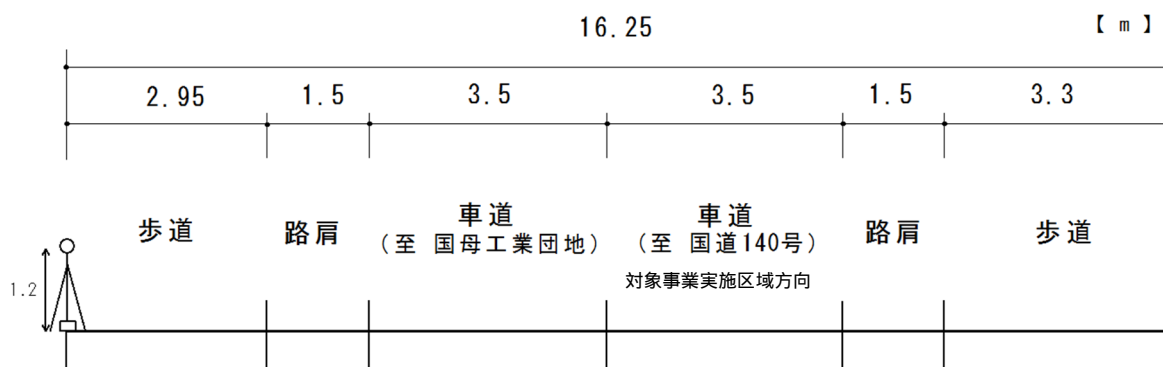 16.25
【 m 】
2.95
1.5
3.5
3.5
1.5
3.3
歩道
路肩
車道
(至 国母工業団地)
車道
(至 国道140号)
対象事業実施区域方向
路肩
歩道
1.2